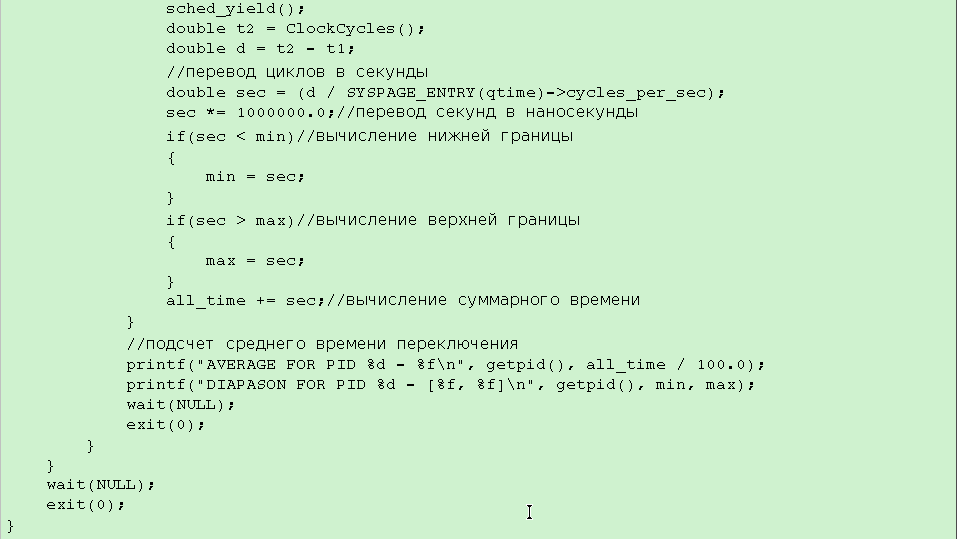 sched_yield();
double t2 = ClockCycles();
double d = t2 - t1;
//перевод циклов в секунды
double sec = (d / SYSPAGE_ENTRY(qtime)->cycles_per_sec);
sec *= 1000000.0;//перевод секунд в наносекунды
if(sec < min)//вычисление нижней границы
{
min = sec;
}
if(sec > max)//вычисление верхней границы
{
max = sec;
}
all_time += sec;//вычисление суммарного времени
}
//подсчет среднего времени переключения
printf("AVERAGE FOR PID %d - %f\n", getpid(), all_time / 100.0);
printf("DIAPASON FOR PID %d - [%f, %f]\n", getpid(), min, max);
wait(NULL);
exit(0);
}
}
wait(NULL);
exit(0);
}